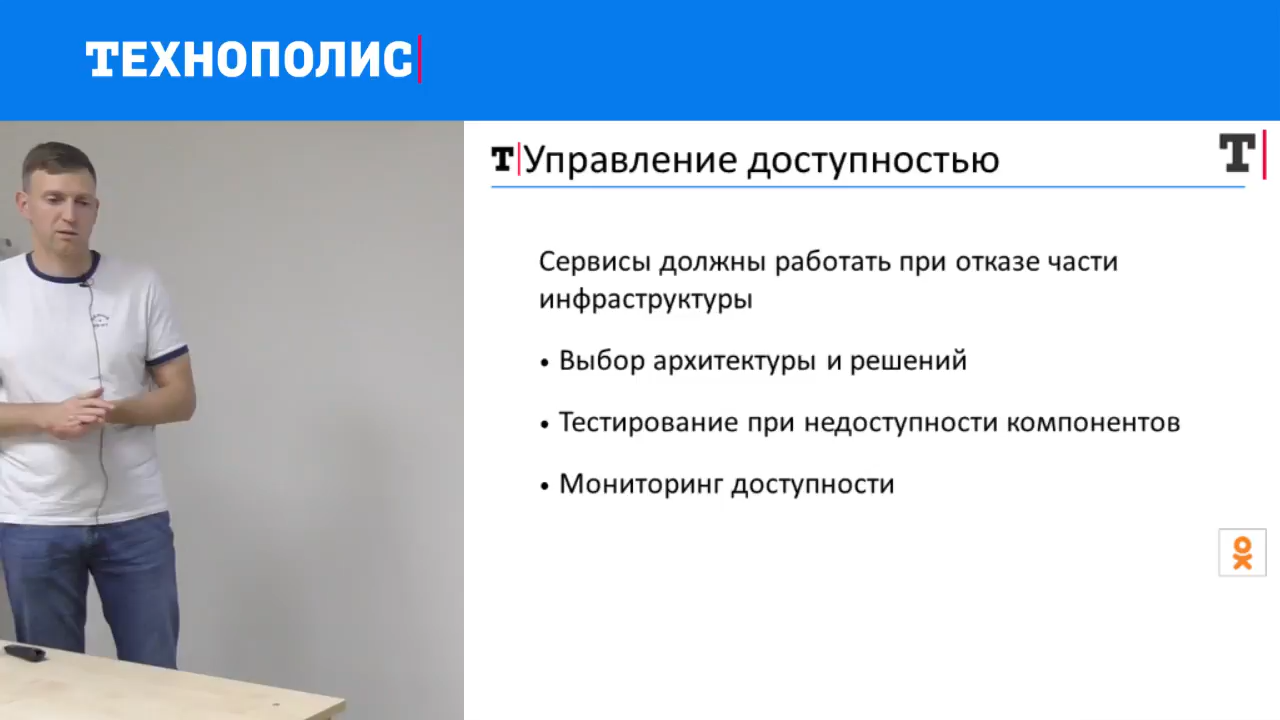 ТЕХНОПОЛИС
Т Управление доступностью
Т
Сервисы должны работать при отказе части
инфраструктуры
• Выбор архитектуры и решений
• Тестирование при недоступности компонентов
• Мониторинг доступности